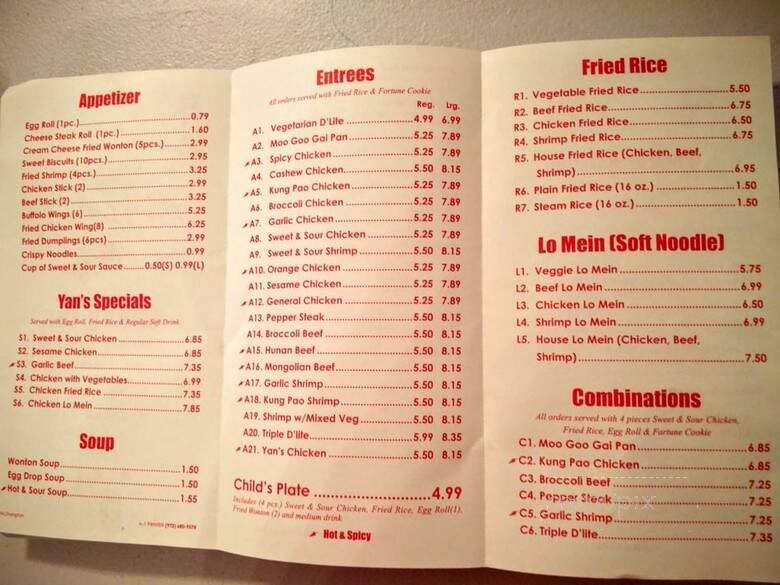 Appetizer
Egg Roll (1pc.) 0.79
Cheese Steak Roll (1pc.) 1.60
Cream Cheese Fried Wonton (5pcs.) 2.99
Sweet Biscuits (10pcs.) 2.95
Fried Shrimp (4pcs.) 3.25
Chicken Stick (2) 2.99
Beef Stick (2) 3.25
Buffalo Wings (6) 5.25
Fried Chicken Wing(8) 6.25
Fried Dumplings (6pcs) 2.99
Crispy Noodles 0.99
Cup of Sweet & Sour Sauce 0.50(S) 0.99(L)
Yan's Specials
Served with Egg Roll, Fried Rice & Regular Soft Drink
S1. Sweet & Sour Chicken 6.85
S2. Sesame Chicken 6.85
S3. Garlic Beef 7.35
S4. Chicken with Vegetables 6.99
S5. Chicken Fried Rice 7.35
S6. Chicken Lo Mein 7.85
Soup
Wonton Soup 1.50
Egg Drop Soup 1.50
Hot & Sour Soup 1.55
Entrees
All orders served with Fried Rice & Fortune Cookie
Reg. Lrg.
A1. Vegetarian D'lite 4.99 6.99
A2. Moo Goo Gai Pan 5.25 7.89
A3. Spicy Chicken 5.25 7.89
A4. Cashew Chicken 5.50 8.15
A5. Kung Pao Chicken 5.25 7.89
A6. Broccoli Chicken 5.25 7.89
A7. Garlic Chicken 5.25 7.89
A8. Sweet & Sour Chicken 5.25 7.89
A9. Sweet & Sour Shrimp 5.50 8.15
A10. Orange Chicken 5.25 7.89
A11. Sesame Chicken 5.25 7.89
A12. General Chicken 5.25 7.89
A13. Pepper Steak 5.50 8.15
A14. Broccoli Beef 5.50 8.15
A15. Hunan Beef 5.50 8.15
A16. Mongolian Beef 5.50 8.15
A17. Garlic Shrimp 5.50 8.15
A18. Kung Pao Shrimp 5.50 8.15
A19. Shrimp w/Mixed Veg 5.50 8.15
A20. Triple D'lite 5.99 8.35
A21. Yan's Chicken 5.50 8.15
Child's Plate 4.99
Includes (4 pcs.) Sweet & Sour Chicken, Fried Rice, Egg Roll(1),
Fried Wonton (2) and medium drink.
Hot & Spicy
Fried Rice
R1. Vegetable Fried Rice 5.50
R2. Beef Fried Rice 6.75
R3. Chicken Fried Rice 6.50
R4. Shrimp Fried Rice 6.75
R5. House Fried Rice (Chicken, Beef,
Shrimp) 6.95
R6. Plain Fried Rice (16 oz.) 1.50
R7. Steam Rice (16 oz.) 1.50
Lo Mein (Soft Noodle)
L1. Veggie Lo Mein 5.75
L2. Beef Lo Mein 6.99
L3. Chicken Lo Mein 6.50
L4. Shrimp Lo Mein 6.99
L5. House Lo Mein (Chicken, Beef,
Shrimp) 7.50
Combinations
All orders served with 4 pieces Sweet & Sour Chicken,
Fried Rice, Egg Roll & Fortune Cookie
C1. Moo Goo Gai Pan 6.85
C2. Kung Pao Chicken 6.85
C3. Broccoli Beef 7.25
C4. Pepper Steak 7.25
C5. Garlic Shrimp 7.25
C6. Triple D'lite 7.35